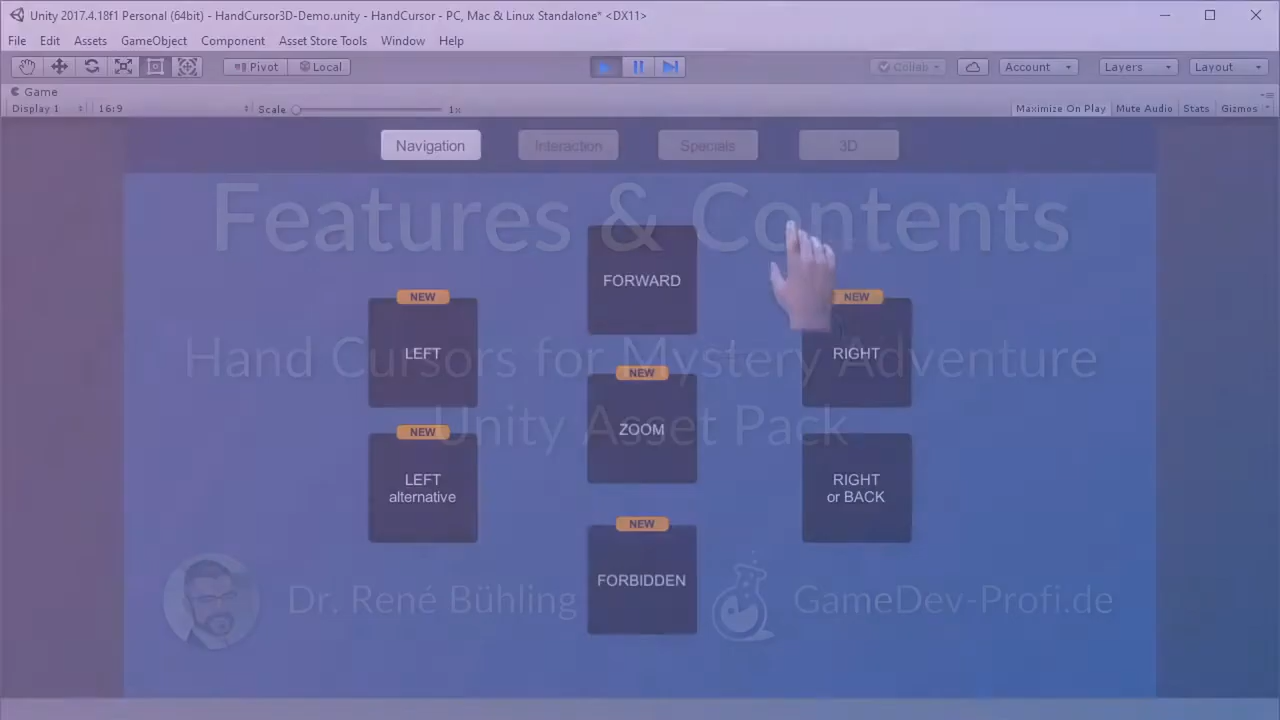 Unity 2017.4.18f1 Personal (64bit) - HandCursor3D-Demo.unity - HandCursor - PC, Mac & Linux Standalone* <DX11>
File Edit Assets GameObject Component Asset Store Tools Window Help
Pivot Local Collab Account Layers Layout
Game
Display 1 16:9 Scale 1x Maximize On Play Mute Audio Stats Gizmos
Navigation Interaction Specials 3D
Features & Contents
FORWARD
NEW NEW
LEFT RIGHT
Hand Cursors for Mystery Adventure
NEW
Unity Asset Pack
ZOOM
NEW
LEFT
alternative
RIGHT
or BACK
NEW
FORBIDDEN
Dr. René Bühling GameDev-Profi.de